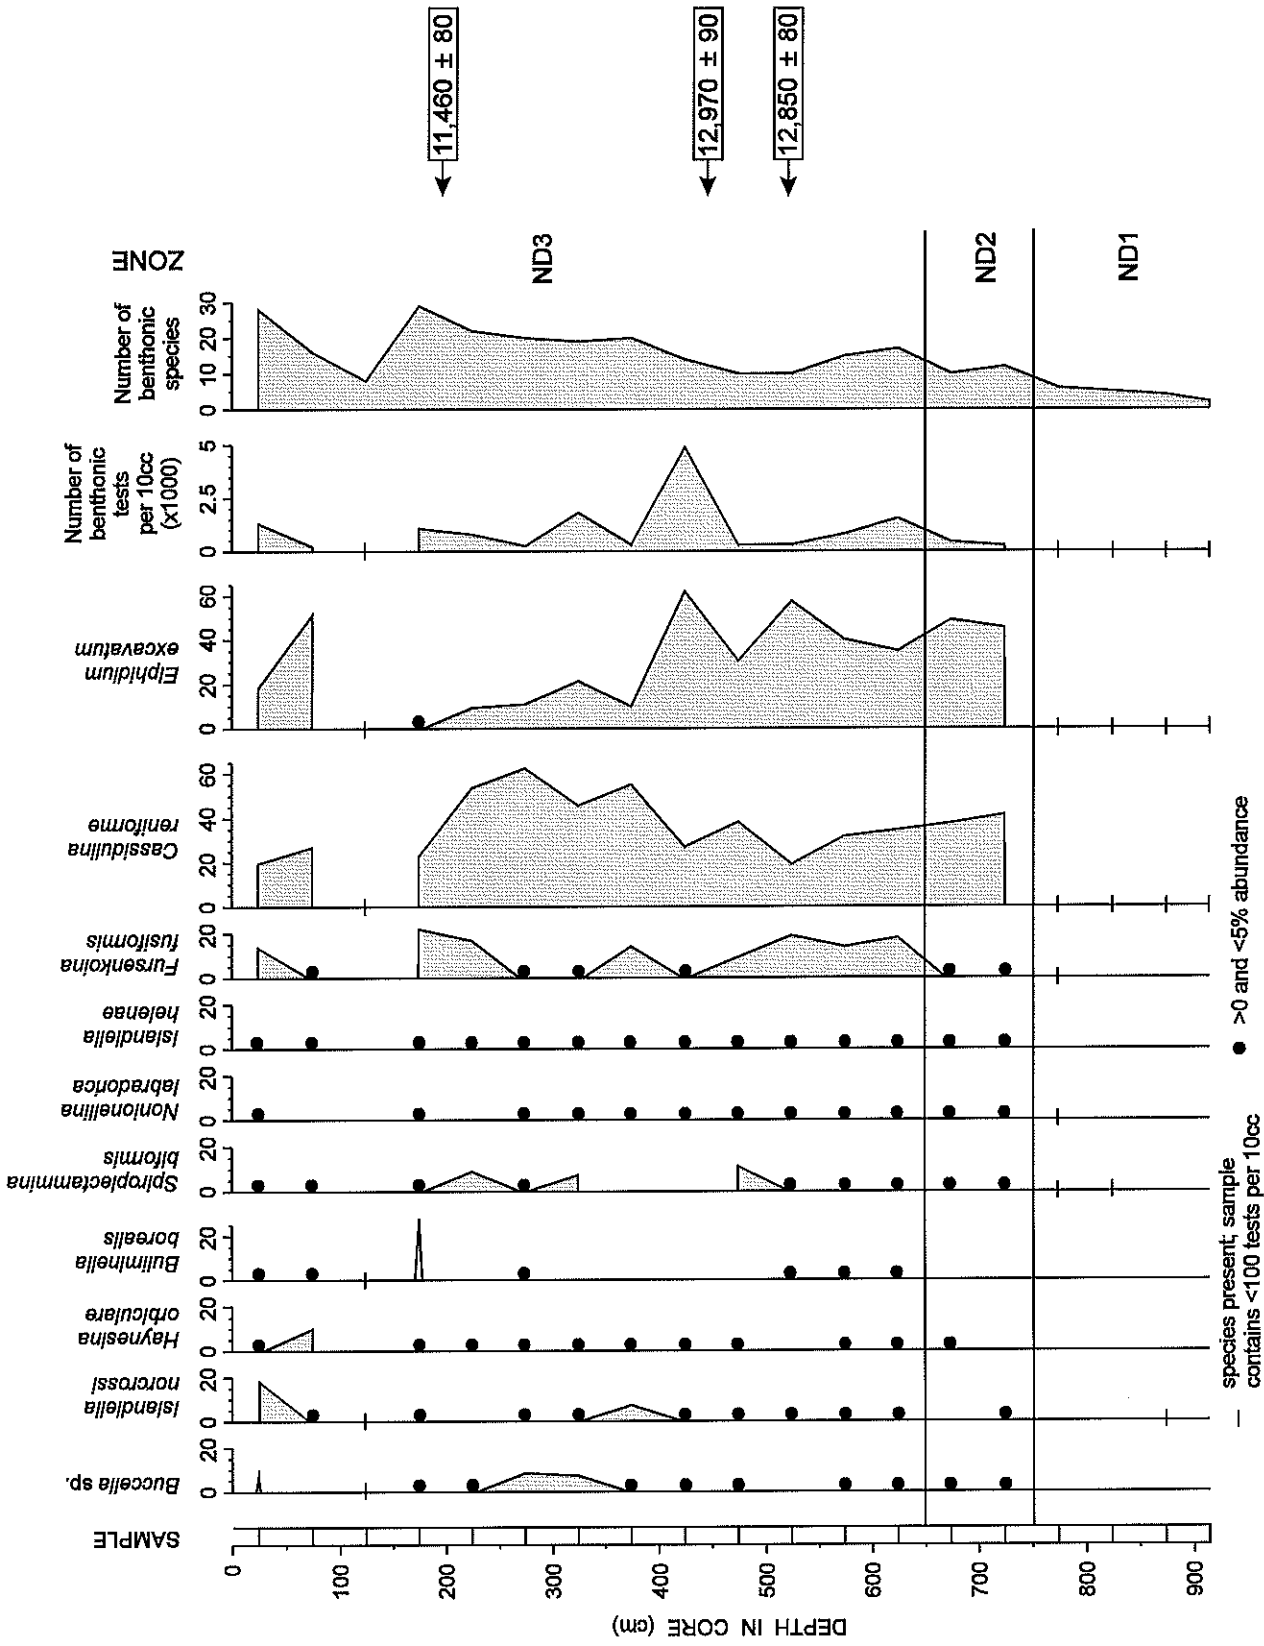 SAMPLE
Buccella sp.
Islandiella
norcrossi
Haynesina
orbiculare
Buliminella
borealis
Spiroplectammina
biformis
Nonionellina
labradorica
Islandiella
helenae
Fursenkoina
fusiformis
Cassidulina
reniforme
Elphidium
excavatum
Number of
benthonic
tests
per 10cc
(x1000)
Number of
benthonic
species
ZONE
0 20
0 20
0 20
0 20
0 20
0 20
0 20
0 20
0 20 40 60
0 20 40 60
0 2.5 5
0 10 20 30
DEPTH IN CORE (cm)
0
100
200
300
400
500
600
700
800
900
ND3
ND2
ND1
11,460 ± 80
12,970 ± 90
12,850 ± 80
— species present; sample
contains <100 tests per 10cc
● >0 and <5% abundance